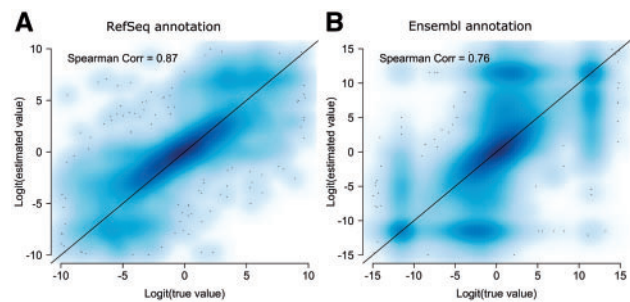 A
RefSeq annotation
Spearman Corr = 0.87
Logit(estimated value)
10
5
0
-5
-10
-10
-5
0
5
10
Logit(true value)
B
Ensembl annotation
Spearman Corr = 0.76
Logit(estimated value)
15
10
5
0
-5
-10
-15
-15
-10
-5
0
5
10
15
Logit(true value)